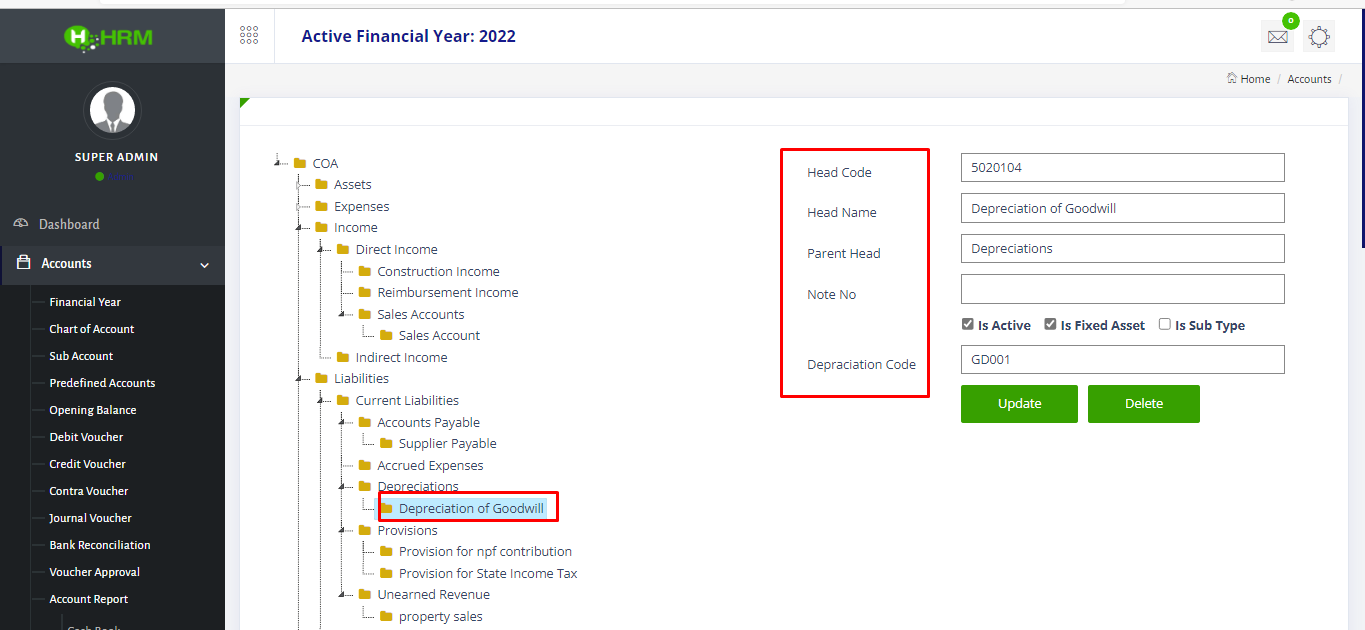 HRM
Active Financial Year: 2022
0
Home / Accounts /
SUPER ADMIN
Dashboard
Accounts
Financial Year
Chart of Account
Sub Account
Predefined Accounts
Opening Balance
Debit Voucher
Credit Voucher
Contra Voucher
Journal Voucher
Bank Reconciliation
Voucher Approval
Account Report
Cash Book
COA
Assets
Expenses
Income
Direct Income
Construction Income
Reimbursement Income
Sales Accounts
Sales Account
Indirect Income
Liabilities
Current Liabilities
Accounts Payable
Supplier Payable
Accrued Expenses
Depreciations
Depreciation of Goodwill
Provisions
Provision for npf contribution
Provision for State Income Tax
Unearned Revenue
property sales
Head Code 5020104
Head Name Depreciation of Goodwill
Parent Head Depreciations
Note No
Is Active Is Fixed Asset Is Sub Type
Depraciation Code GD001
Update Delete